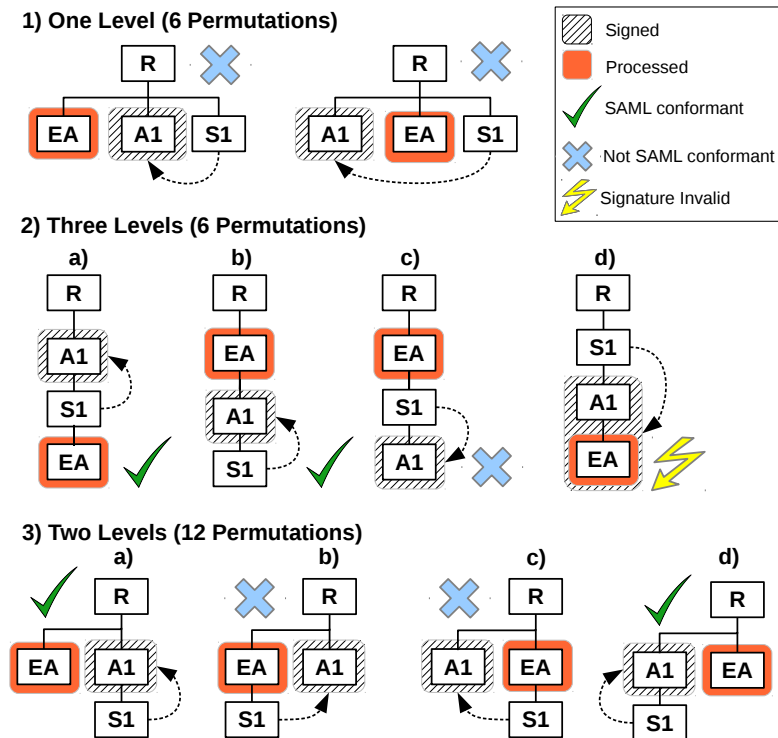 1) One Level (6 Permutations)
R
EA A1 S1
R
A1 EA S1
Signed
Processed
SAML conformant
Not SAML conformant
Signature Invalid
2) Three Levels (6 Permutations)
a) b) c) d)
R R R R
A1 EA EA S1
S1 A1 S1 A1
EA S1 A1 EA
3) Two Levels (12 Permutations)
a) b) c) d)
R R R R
EA A1 EA A1 A1 EA A1 EA
S1 S1 S1 S1